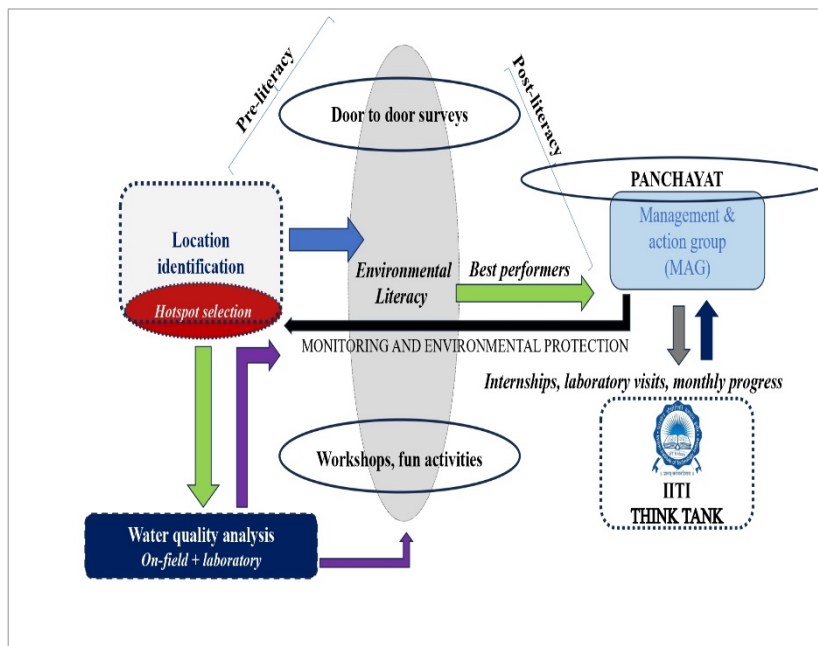 Pre-literacy
Door to door surveys
Post-literacy
PANCHAYAT
Management &
action group
(MAG)
Location
identification
Hotspot selection
Environmental
Literacy
Best performers
MONITORING AND ENVIRONMENTAL PROTECTION
Internships, laboratory visits, monthly progress
Workshops, fun activities
IITI
THINK TANK
Water quality analysis
On-field + laboratory